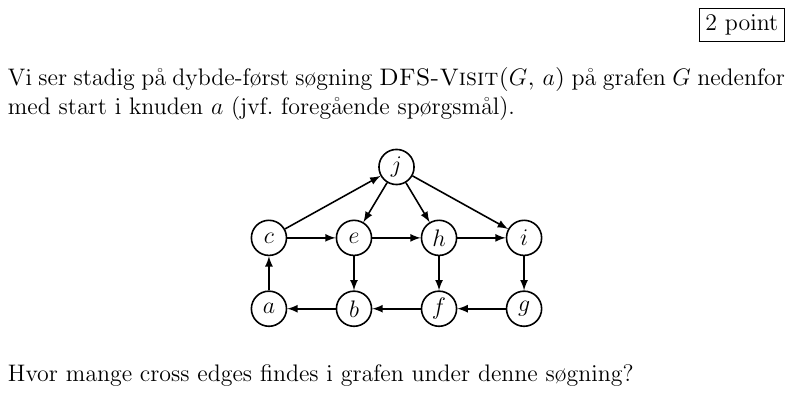 2 point
Vi ser stadig på dybde-først søgning DFS-Visit(G, a) på grafen G nedenfor
med start i knuden a (jvf. foregående spørgsmål).
j
c e h i
a b f g
Hvor mange cross edges findes i grafen under denne søgning?